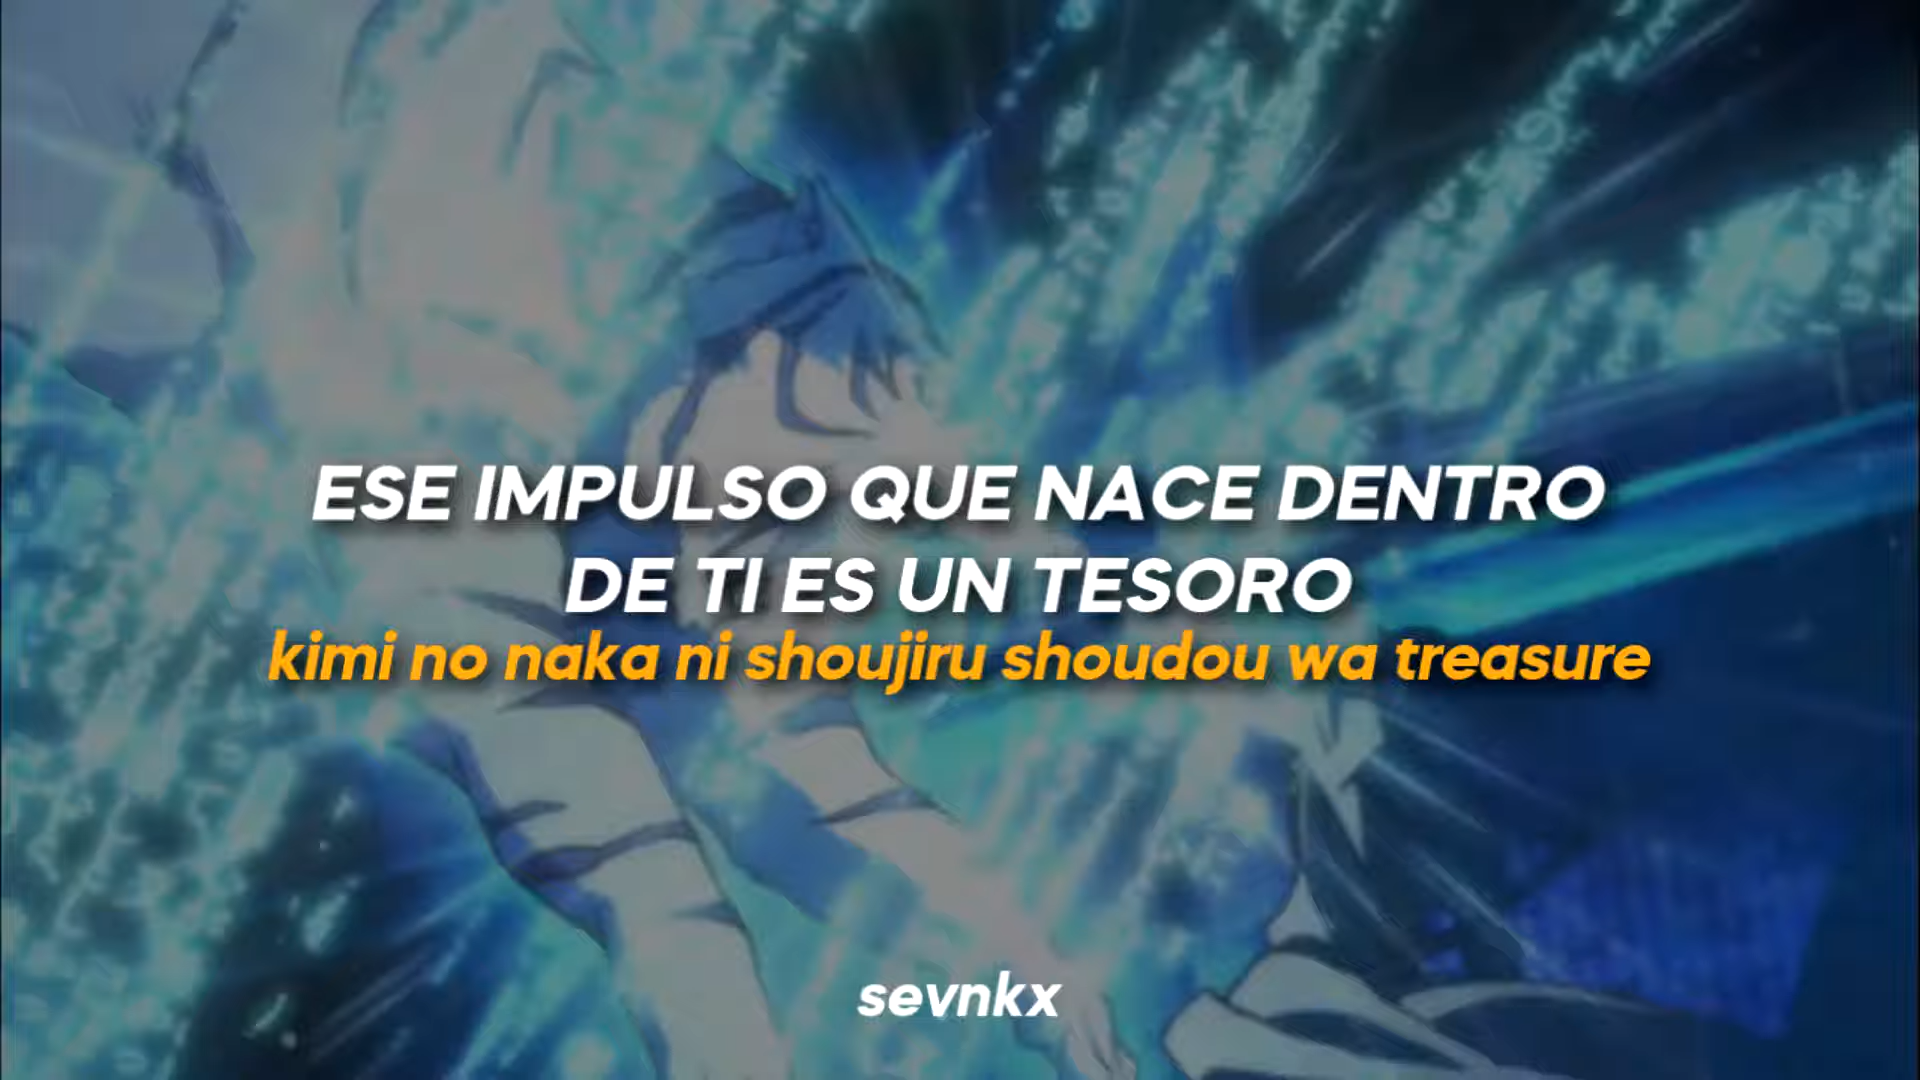 ESE IMPULSO QUE NACE DENTRO
DE TI ES UN TESORO
kimi no naka ni shoujiru shoudou wa treasure
sevnkx